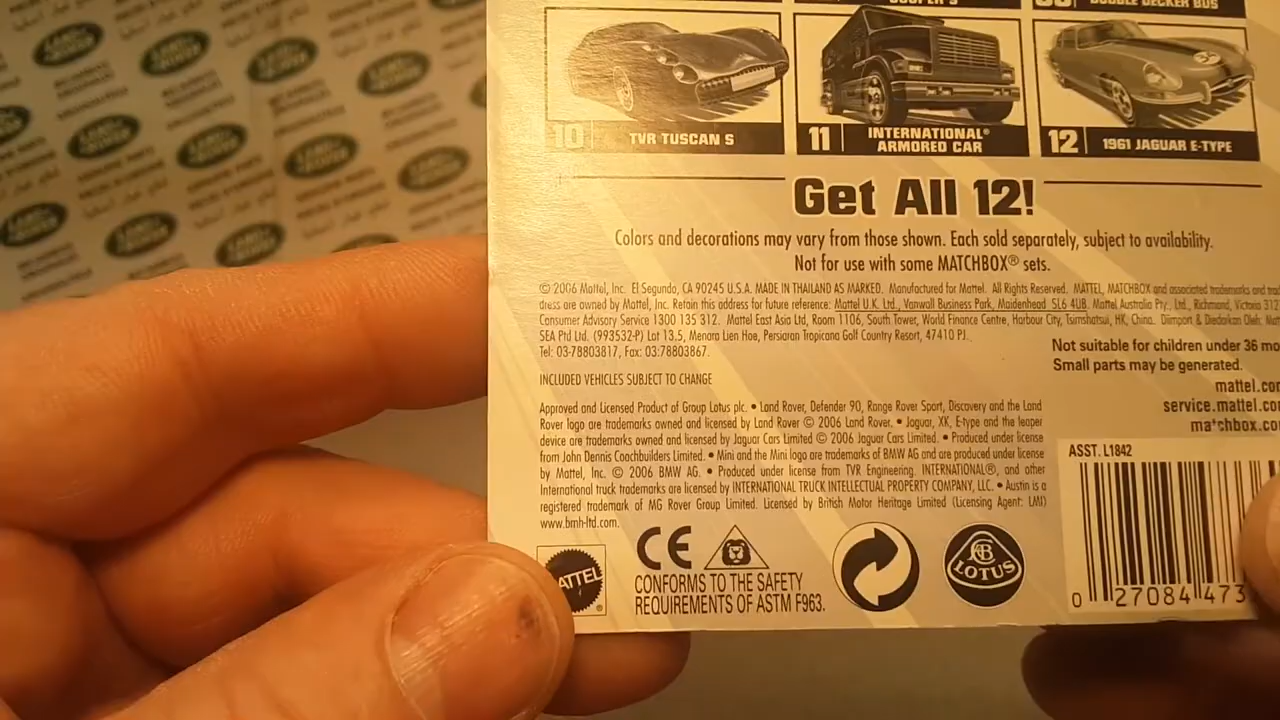 DOUBLE DECKER BUS
10 TVR TUSCAN S
11 INTERNATIONAL® ARMORED CAR
12 1961 JAGUAR E-TYPE
Get All 12!
Colors and decorations may vary from those shown. Each sold separately, subject to availability.
Not for use with some MATCHBOX® sets.
© 2006 Mattel, Inc. El Segundo, CA 90245 U.S.A. MADE IN THAILAND AS MARKED. Manufactured for Mattel. All Rights Reserved. MATTEL, MATCHBOX and associated trademarks and
dress are owned by Mattel, Inc. Retain this address for future reference: Mattel U.K. Ltd., Vanwall Business Park, Maidenhead SL6 4UB. Mattel Australia Pty., Ltd., Richmond, Victoria
Consumer Advisory Service 1300 135 312. Mattel East Asia Ltd, Room 1106, South Tower, World Finance Centre, Harbour City, Tsimshatsui, HK, China. Diimport & Diedarkan Oleh:
SEA Ptd Ltd. (993532-P) Lot 13.5, Menara Lien Hoe, Persiaran Tropicana Golf Country Resort, 47410 PJ.
Tel: 03-78803817, Fax: 03:78803867.
Not suitable for children under 36
Small parts may be generated.
mattel.com
service.mattel.com
matchbox.com
INCLUDED VEHICLES SUBJECT TO CHANGE
Approved and Licensed Product of Group Lotus plc. • Land Rover, Defender 90, Range Rover Sport, Discovery and the Land
Rover logo are trademarks owned and licensed by Land Rover © 2006 Land Rover. • Jaguar, XK, E-type and the leaper
device are trademarks owned and licensed by Jaguar Cars Limited © 2006 Jaguar Cars Limited. • Produced under license
from John Dennis Coachbuilders Limited. • Mini and the Mini logo are trademarks of BMW AG and are produced under license
by Mattel, Inc. © 2006 BMW AG. • Produced under license from TVR Engineering. INTERNATIONAL®, and other
International truck trademarks are licensed by INTERNATIONAL TRUCK INTELLECTUAL PROPERTY COMPANY, LLC. • Austin is a
registered trademark of MG Rover Group Limited. Licensed by British Motor Heritage Limited (Licensing Agent: LMI)
www.bmh-ltd.com.
ASST. L1842
MATTEL
CE
CONFORMS TO THE SAFETY
REQUIREMENTS OF ASTM F963.
LOTUS
0 27084 473